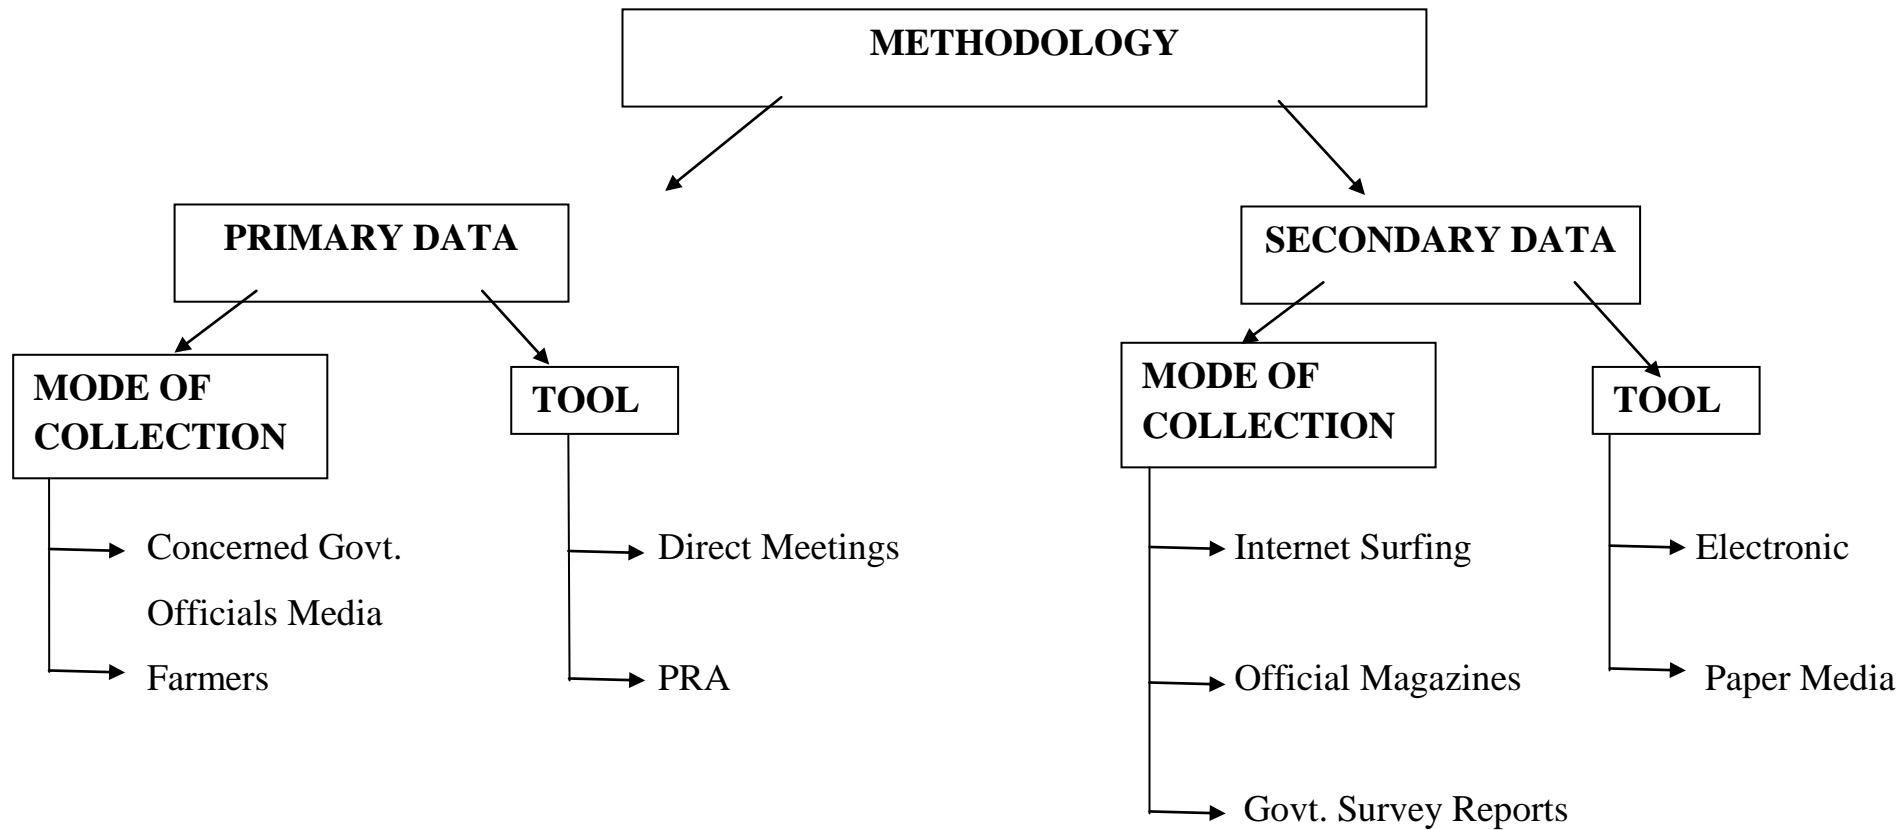 METHODOLOGY
PRIMARY DATA
SECONDARY DATA
MODE OF
COLLECTION
TOOL
MODE OF
COLLECTION
TOOL
Concerned Govt.
Officials Media
Farmers
Direct Meetings
PRA
Internet Surfing
Official Magazines
Govt. Survey Reports
Electronic
Paper Media